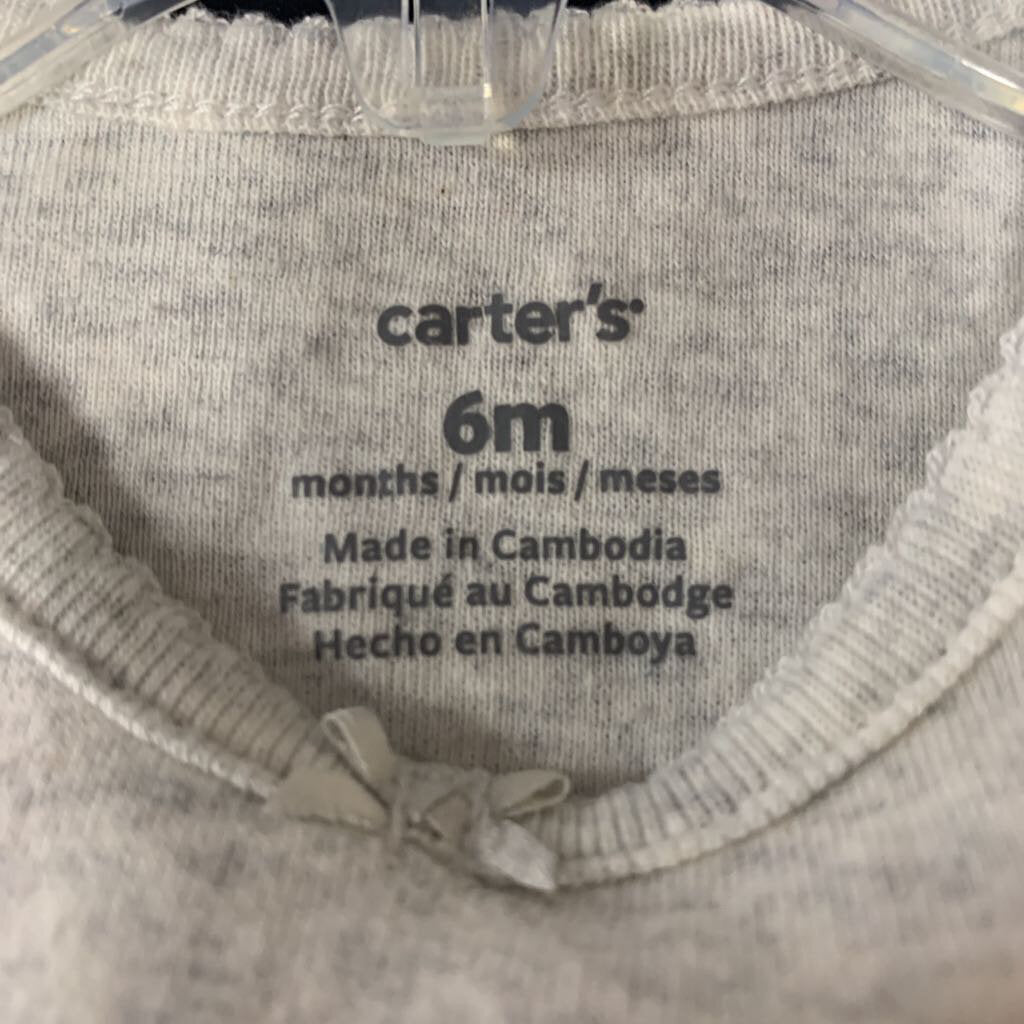 carter's
6m
months / mois / meses
Made in Cambodia
Fabriqué au Cambodge
Hecho en Camboya